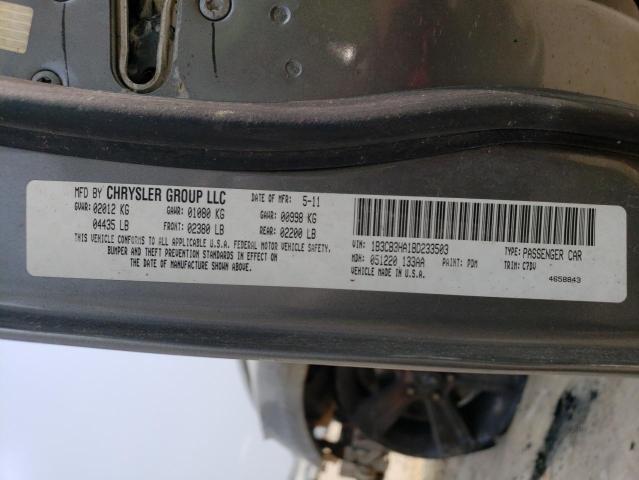 MFD BY CHRYSLER GROUP LLC DATE OF MFR: 5-11
GVWR: 02012 KG GAWR: 01080 KG GAWR: 00998 KG
04435 LB FRONT: 02380 LB REAR: 02200 LB
THIS VEHICLE CONFORMS TO ALL APPLICABLE U.S.A. FEDERAL MOTOR VEHICLE SAFETY,
BUMPER AND THEFT PREVENTION STANDARDS IN EFFECT ON
THE DATE OF MANUFACTURE SHOWN ABOVE.
VIN: 1B3CB3HA1BD233503 TYPE: PASSENGER CAR
MDH: 051220 133AA PAINT: PDM TRIM: C7DV
VEHICLE MADE IN U.S.A. 4658843